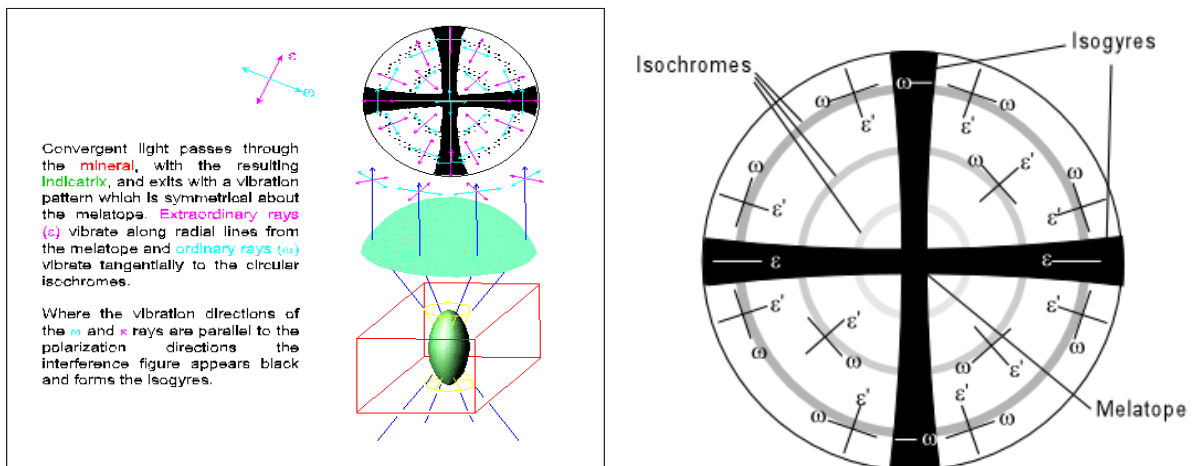 ε
ω
Convergent light passes through
the mineral, with the resulting
indicatrix, and exits with a vibration
pattern which is symmetrical about
the melatope. Extraordinary rays
(ε) vibrate along radial lines from
the melatope and ordinary rays (ω)
vibrate tangentially to the circular
isochromes.
Where the vibration directions of
the ω and ε rays are parallel to the
polarization directions the
interference figure appears black
and forms the isogyres.
Isochromes
Isogyres
ω ω ω
ε' ε'
ω ω ε' ω
ε' ε'
ε ε
ε' ε'
ω ω ε' ω ε' ω
ε' ε'
ω ω ω
Melatope